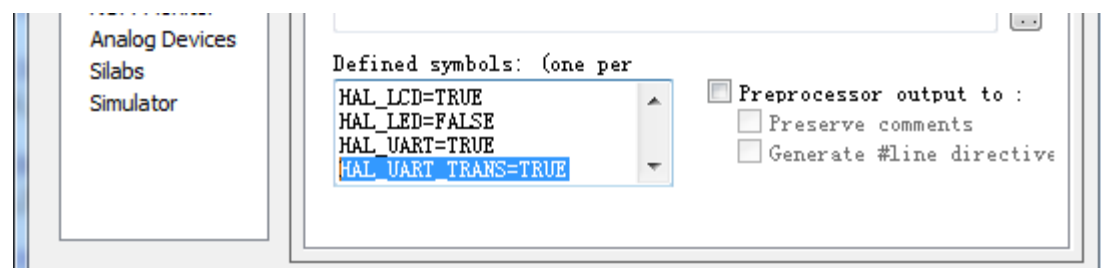 Analog Devices
Silabs
Simulator
Defined symbols: (one per
HAL_LCD=TRUE
HAL_LED=FALSE
HAL_UART=TRUE
HAL_UART_TRANS=TRUE
Preprocessor output to :
Preserve comments
Generate #line directive